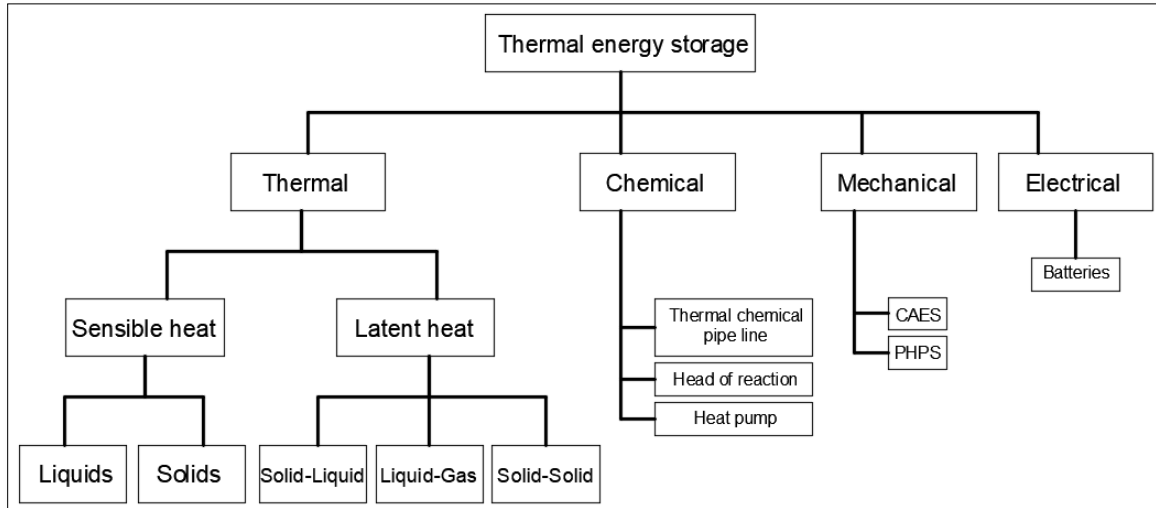 Thermal energy storage
Thermal
Chemical
Mechanical
Electrical
Batteries
Sensible heat
Latent heat
Thermal chemical
pipe line
CAES
PHPS
Head of reaction
Heat pump
Liquids
Solids
Solid-Liquid
Liquid-Gas
Solid-Solid